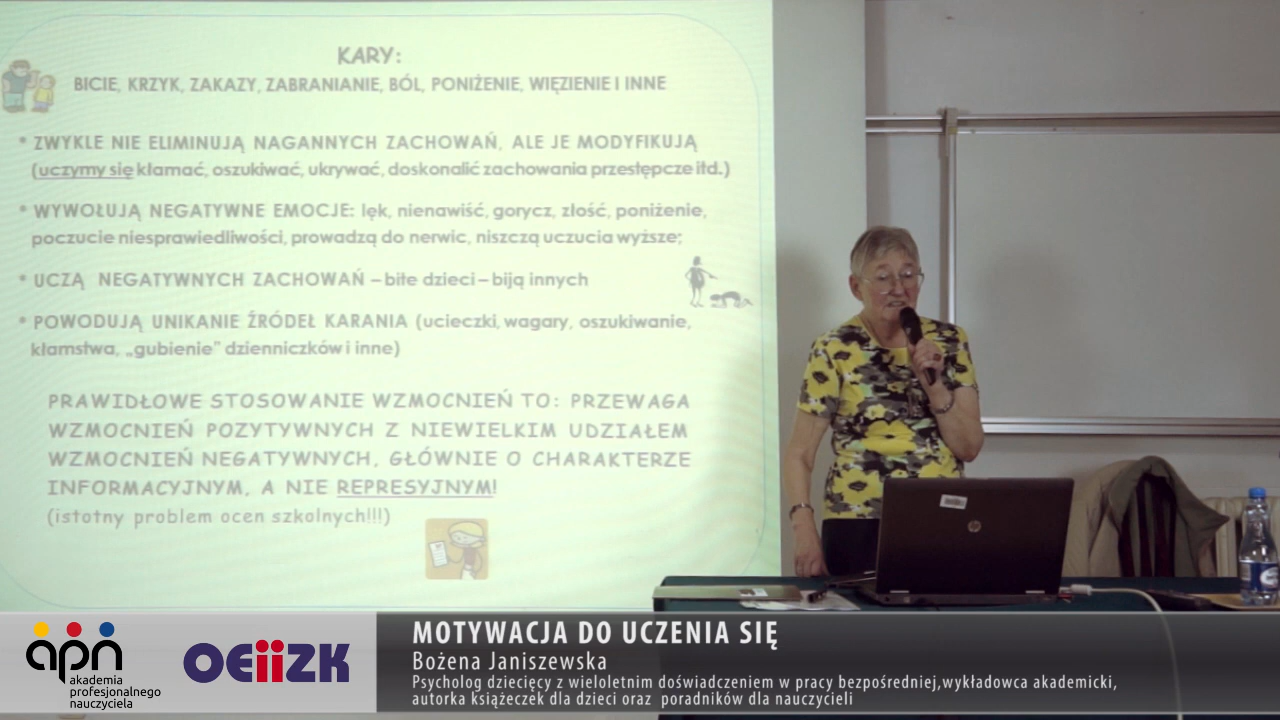 KARY:
BICIE, KRZYK, ZAKAZY, ZABRANIANIE, BÓL, PONIŻENIE, WIĘZIENIE I INNE
* ZWYKLE NIE ELIMINUJĄ NAGANNYCH ZACHOWAŃ, ALE JE MODYFIKUJĄ
(uczymy się kłamać, oszukiwać, ukrywać, doskonalić zachowania przestępcze itd.)
* WYWOŁUJĄ NEGATYWNE EMOCJE: lęk, nienawiść, gorycz, złość, poniżenie,
poczucie niesprawiedliwości, prowadzą do nerwic, niszczą uczucia wyższe;
* UCZĄ NEGATYWNYCH ZACHOWAŃ – bite dzieci – biją innych
* POWODUJĄ UNIKANIE ŹRÓDEŁ KARANIA (ucieczki, wagary, oszukiwanie,
kłamstwa, „gubienie” dzienniczków i inne)
PRAWIDŁOWE STOSOWANIE WZMOCNIEŃ TO: PRZEWAGA
WZMOCNIEŃ POZYTYWNYCH Z NIEWIELKIM UDZIAŁEM
WZMOCNIEŃ NEGATYWNYCH, GŁÓWNIE O CHARAKTERZE
INFORMACYJNYM, A NIE REPRESYJNYM!
(istotny problem ocen szkolnych!!!)
hp
apn
akademia
profesjonalnego
nauczyciela
OEiiZK
MOTYWACJA DO UCZENIA SIĘ
Bożena Janiszewska
Psycholog dziecięcy z wieloletnim doświadczeniem w pracy bezpośredniej,wykładowca akademicki,
autorka książeczek dla dzieci oraz poradników dla nauczycieli